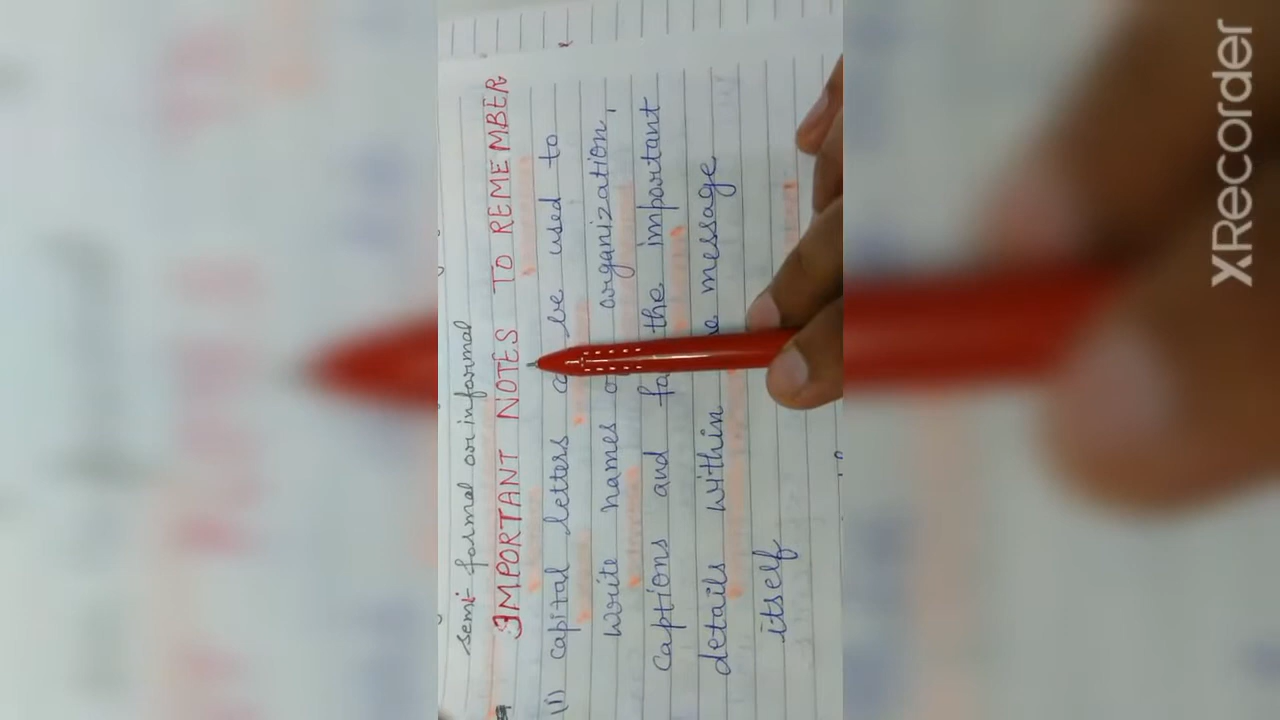 semi-formal or informal
IMPORTANT NOTES TO REMEMBER
(i) capital letters be used to
write names organization,
captions and the important
details within message
itself
XRecorder